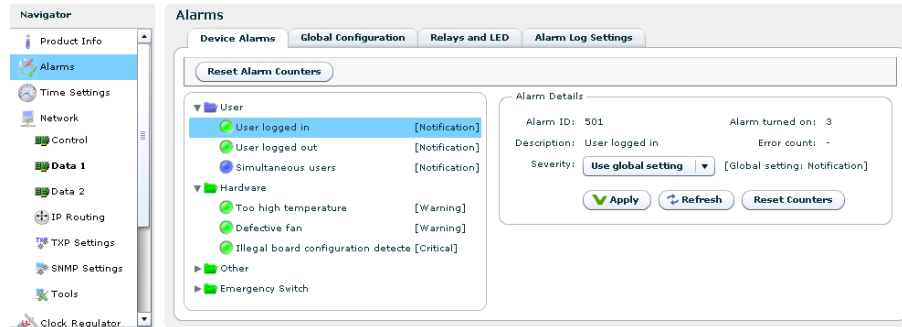 Navigator
Product Info
Alarms
Time Settings
Network
Control
Data 1
Data 2
IP Routing
TXP Settings
SNMP Settings
Tools
Clock Regulator
Alarms
Device Alarms
Global Configuration
Relays and LED
Alarm Log Settings
Reset Alarm Counters
User
User logged in [Notification]
User logged out [Notification]
Simultaneous users [Notification]
Hardware
Too high temperature [Warning]
Defective fan [Warning]
Illegal board configuration detecte [Critical]
Other
Emergency Switch
Alarm Details
Alarm ID: 501 Alarm turned on: 3
Description: User logged in Error count: -
Severity: Use global setting [Global setting: Notification]
Apply Refresh Reset Counters